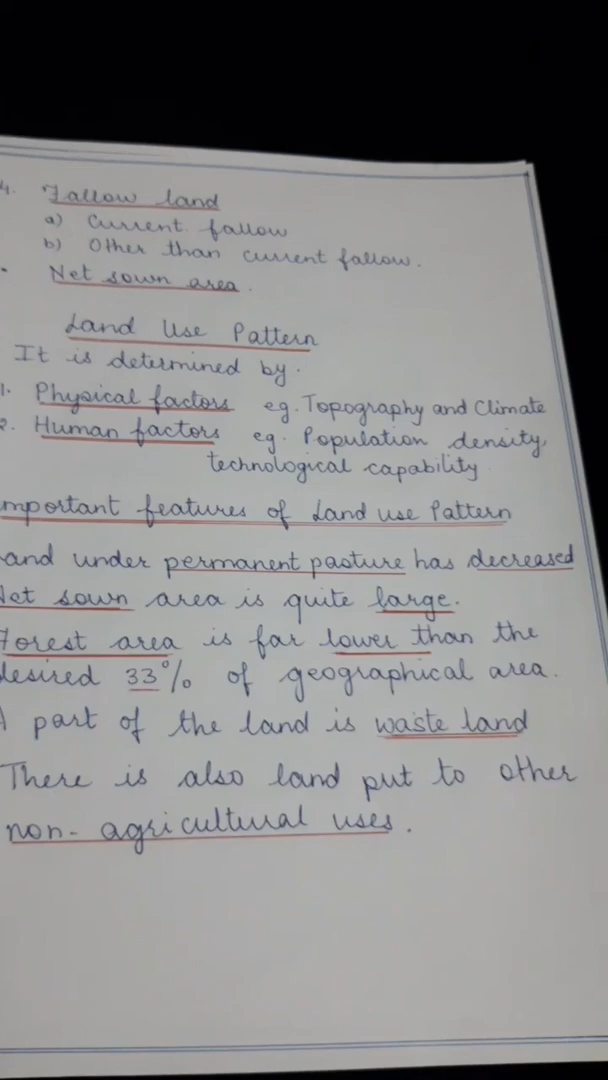 4. Fallow land
a) Current fallow
b) Other than current fallow.
Net sown area.
Land Use Pattern
It is determined by.
1. Physical factors eg. Topography and Climate
2. Human factors eg. Population density,
technological capability
mportant features of Land use Pattern
and under permanent pasture has decreased
Net sown area is quite large.
Forest area is far lower than the
desired 33% of geographical area.
A part of the land is waste land
There is also land put to other
non-agricultural uses.